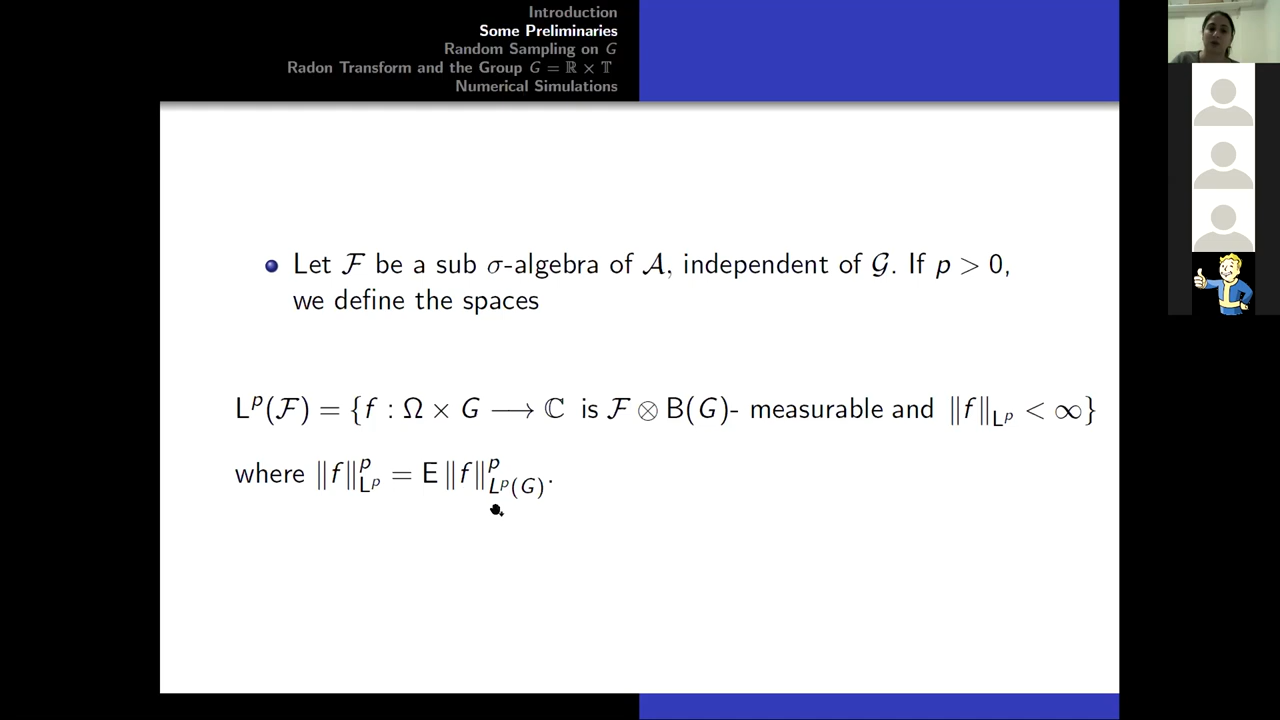 Introduction
Some Preliminaries
Random Sampling on G
Radon Transform and the Group G = ℝ × 𝕋
Numerical Simulations
Let ℱ be a sub σ-algebra of 𝒜, independent of 𝒢. If p > 0,
we define the spaces
L^p(ℱ) = {f : Ω × G ⟶ ℂ is ℱ ⊗ B(G)- measurable and ‖f‖_{L^p} < ∞}
where ‖f‖^p_{L^p} = E ‖f‖^p_{L^p(G)}.